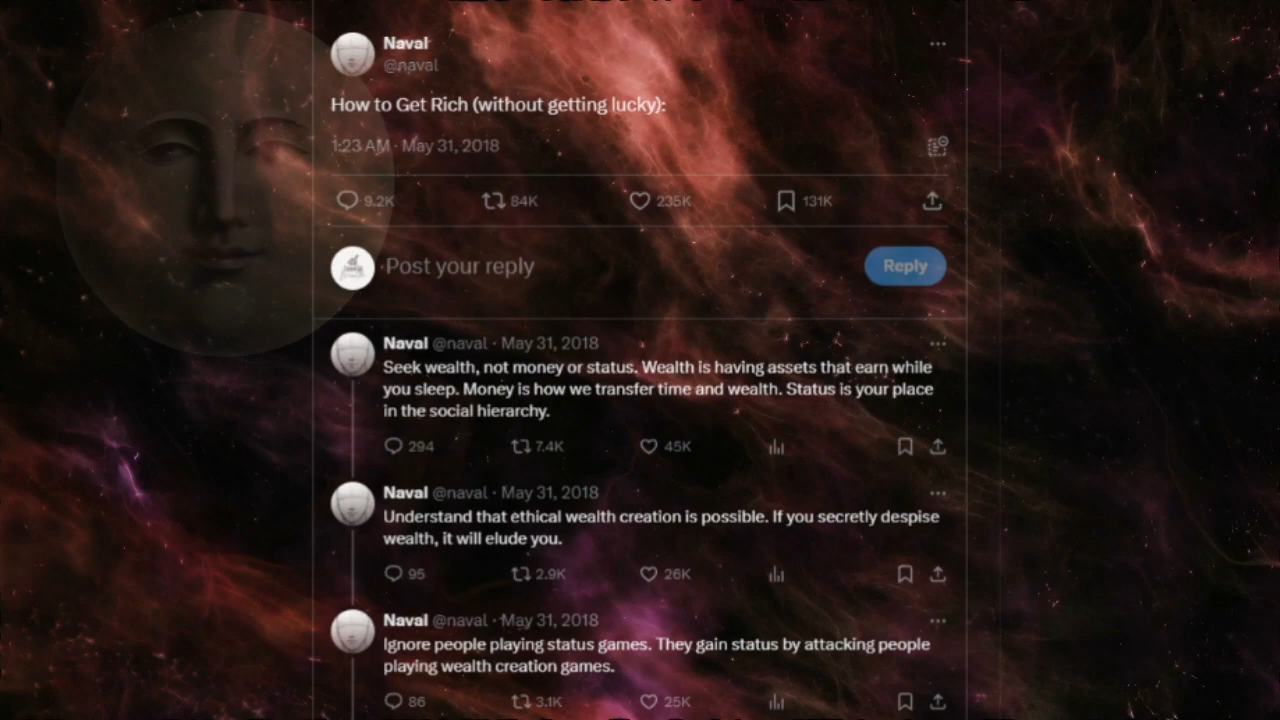 Naval
@naval
How to Get Rich (without getting lucky):
1:23 AM · May 31, 2018
9.2K 84K 235K 131K
Post your reply Reply
Naval @naval · May 31, 2018
Seek wealth, not money or status. Wealth is having assets that earn while
you sleep. Money is how we transfer time and wealth. Status is your place
in the social hierarchy.
294 7.4K 45K
Naval @naval · May 31, 2018
Understand that ethical wealth creation is possible. If you secretly despise
wealth, it will elude you.
95 2.9K 26K
Naval @naval · May 31, 2018
Ignore people playing status games. They gain status by attacking people
playing wealth creation games.
86 3.1K 25K